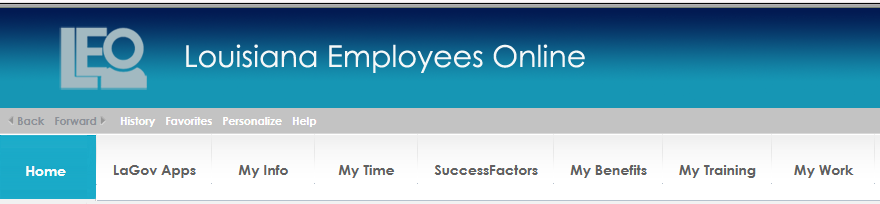 LEO
Louisiana Employees Online
Back Forward History Favorites Personalize Help
Home LaGov Apps My Info My Time SuccessFactors My Benefits My Training My Work